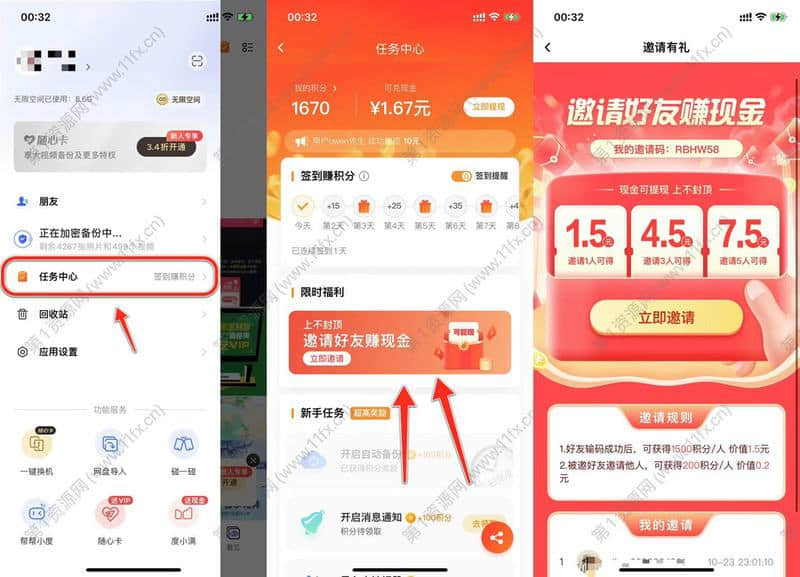 00:32
无限空间已使用：8.6G
无限空间
随心卡
享大视频备份及更多特权
新人专享
3.4折开通
朋友
正在加密备份中...
剩余4267张照片和499个视频
任务中心
签到赚积分
回收站
应用设置
功能服务
随心卡
一键换机
网盘导入
碰一碰
帮帮小度
送VIP
随心卡
送现金
度小满
00:32
任务中心
我的积分
可兑现金
1670
¥1.67元
立即提现
成功提现 10元
签到赚积分
签到提醒
+15
+25
+35
今天
第2天
第3天
第4天
第5天
第6天
第7天
已连续签到1天
限时福利
上不封顶
邀请好友赚现金
立即邀请
可提现
新手任务
超高奖励
开启自动备份
+100积分
已获得积分奖励
开启消息通知
+100积分
积分待领取
00:32
邀请有礼
邀请好友赚现金
我的邀请码：RBHW58
现金可提现 上不封顶
1.5元
4.5元
7.5元
邀请1人可得
邀请3人可得
邀请5人可得
立即邀请
邀请规则
1.好友输码成功后，可获得1500积分/人 价值1.5元
2.被邀好友邀请他人，可获得200积分/人 价值0.2元
我的邀请
1
10-23 23:01:10
第1资源网 (www.11fx.cn)